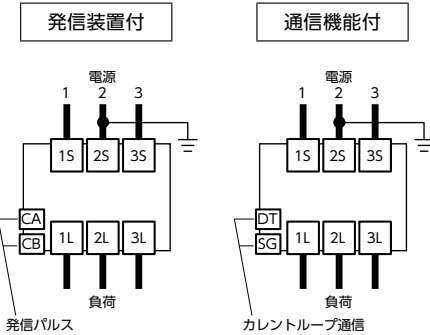 発信装置付
電源
1 2 3
1S 2S 3S
CA
CB
1L 2L 3L
負荷
発信パルス
通信機能付
電源
1 2 3
1S 2S 3S
DT
SG
1L 2L 3L
負荷
カレントループ通信